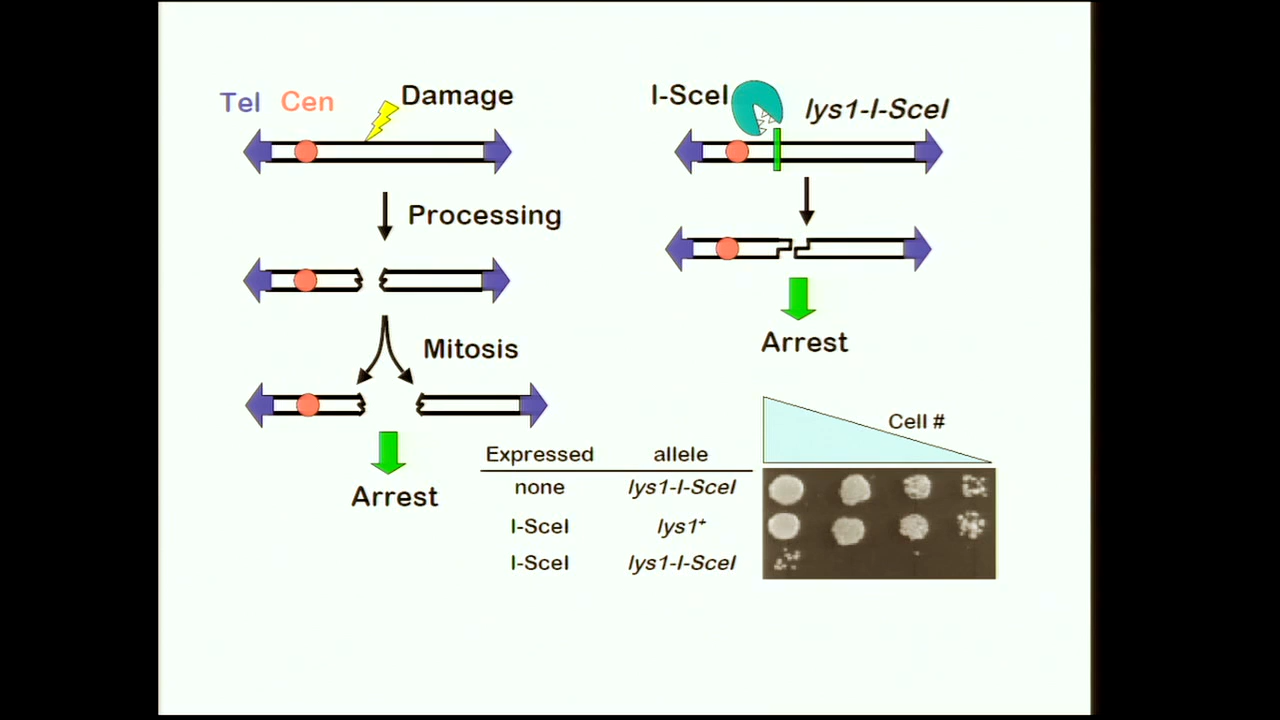 Tel Cen Damage
Processing
Mitosis
Arrest
I-SceI lys1-I-SceI
Arrest
Cell #
Expressed allele
none lys1-I-SceI
I-SceI lys1⁺
I-SceI lys1-I-SceI